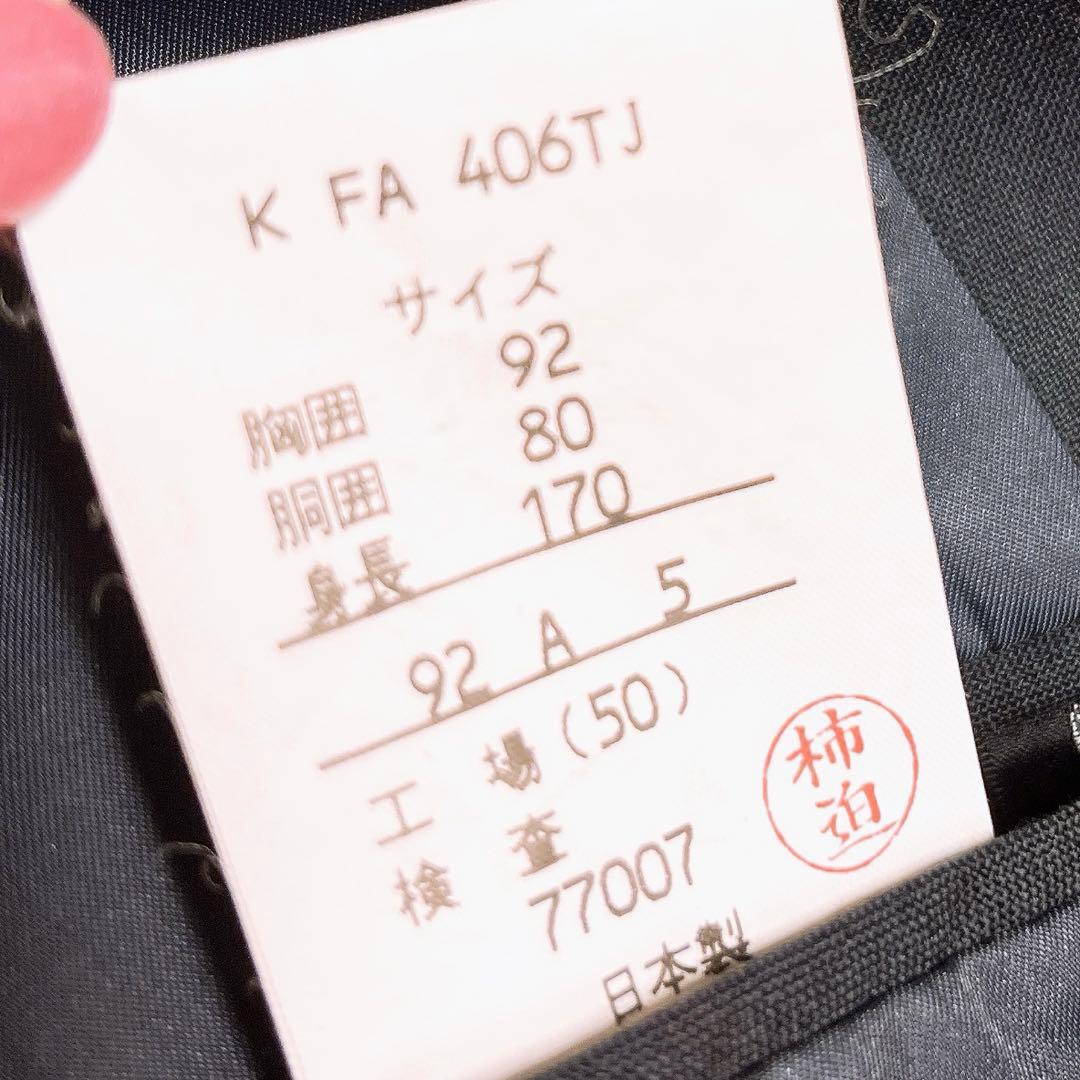 K FA 406TJ
サイズ
胸囲 92
胴囲 80
身長 170
92 A 5
工場(50)
検査
77007
日本製
柿迫